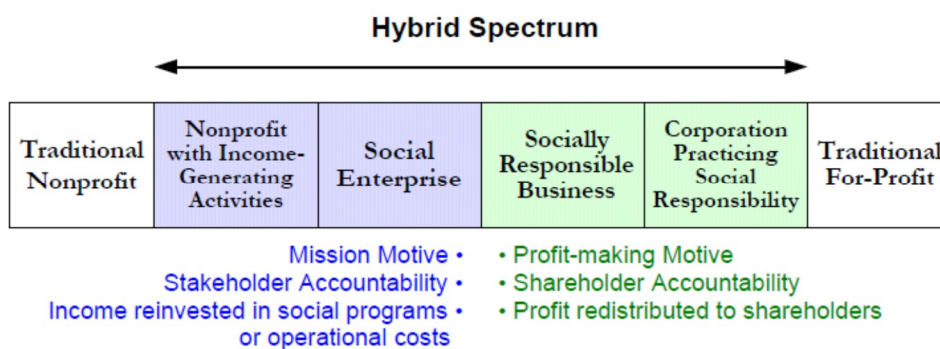 Hybrid Spectrum
Traditional
Nonprofit
Nonprofit
with Income-
Generating
Activities
Social
Enterprise
Socially
Responsible
Business
Corporation
Practicing
Social
Responsibility
Traditional
For-Profit
Mission Motive •
Stakeholder Accountability •
Income reinvested in social programs •
or operational costs
• Profit-making Motive
• Shareholder Accountability
• Profit redistributed to shareholders